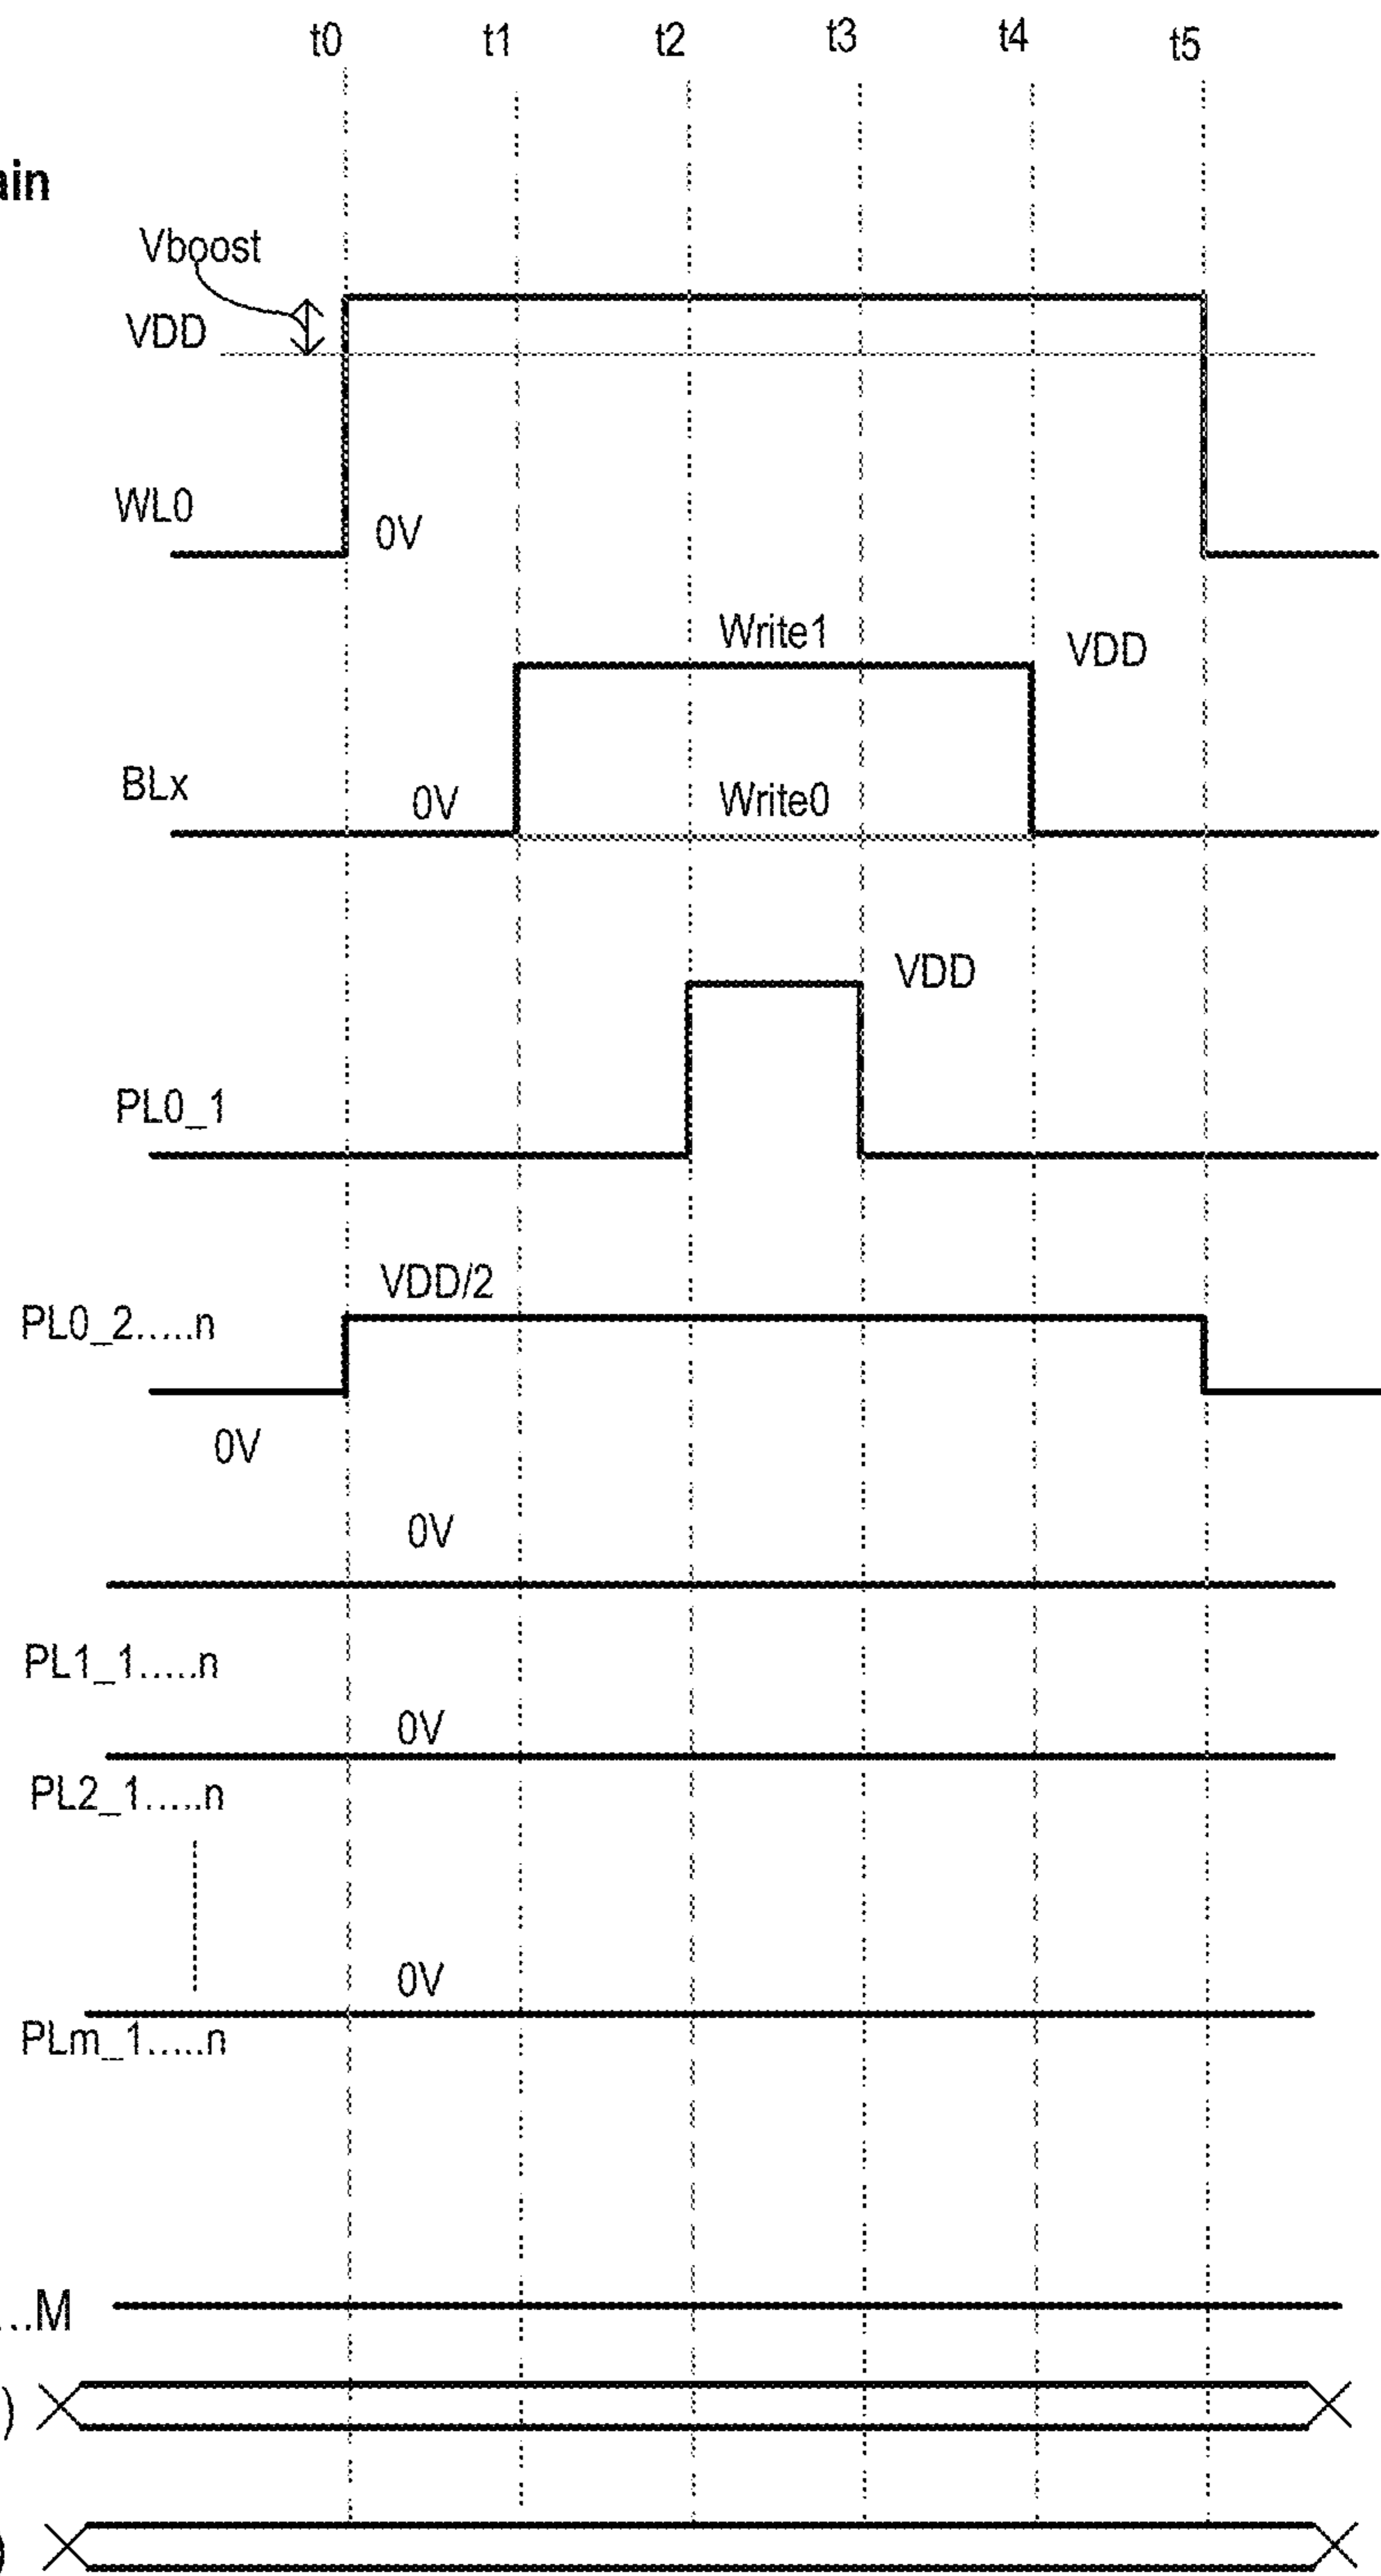 t0 t1 t2 t3 t4 t5
Vboost
VDD
WL0 0V
Write1 VDD
BLx 0V Write0
VDD
PL0_1
VDD/2
PL0_2.....n
0V
0V
PL1_1.....n
0V
PL2_1.....n
0V
PLm_1.....n
...M
)
)